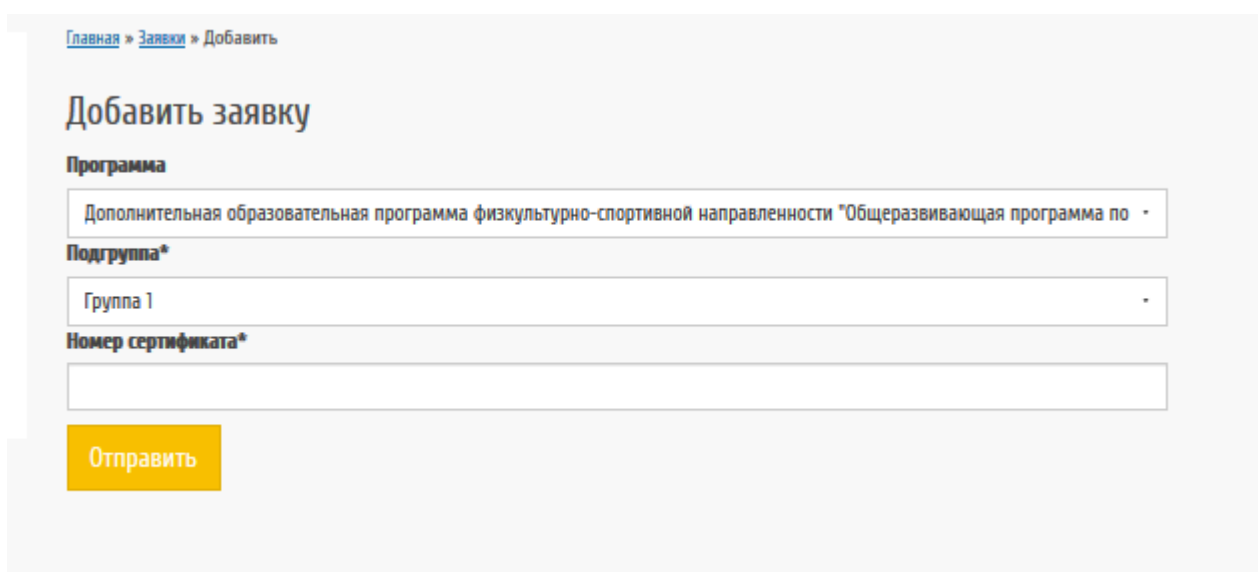 Главная » Заявки » Добавить
Добавить заявку
Программа
Дополнительная образовательная программа физкультурно-спортивной направленности "Общеразвивающая программа по
Подгруппа*
Группа 1
Номер сертификата*
Отправить